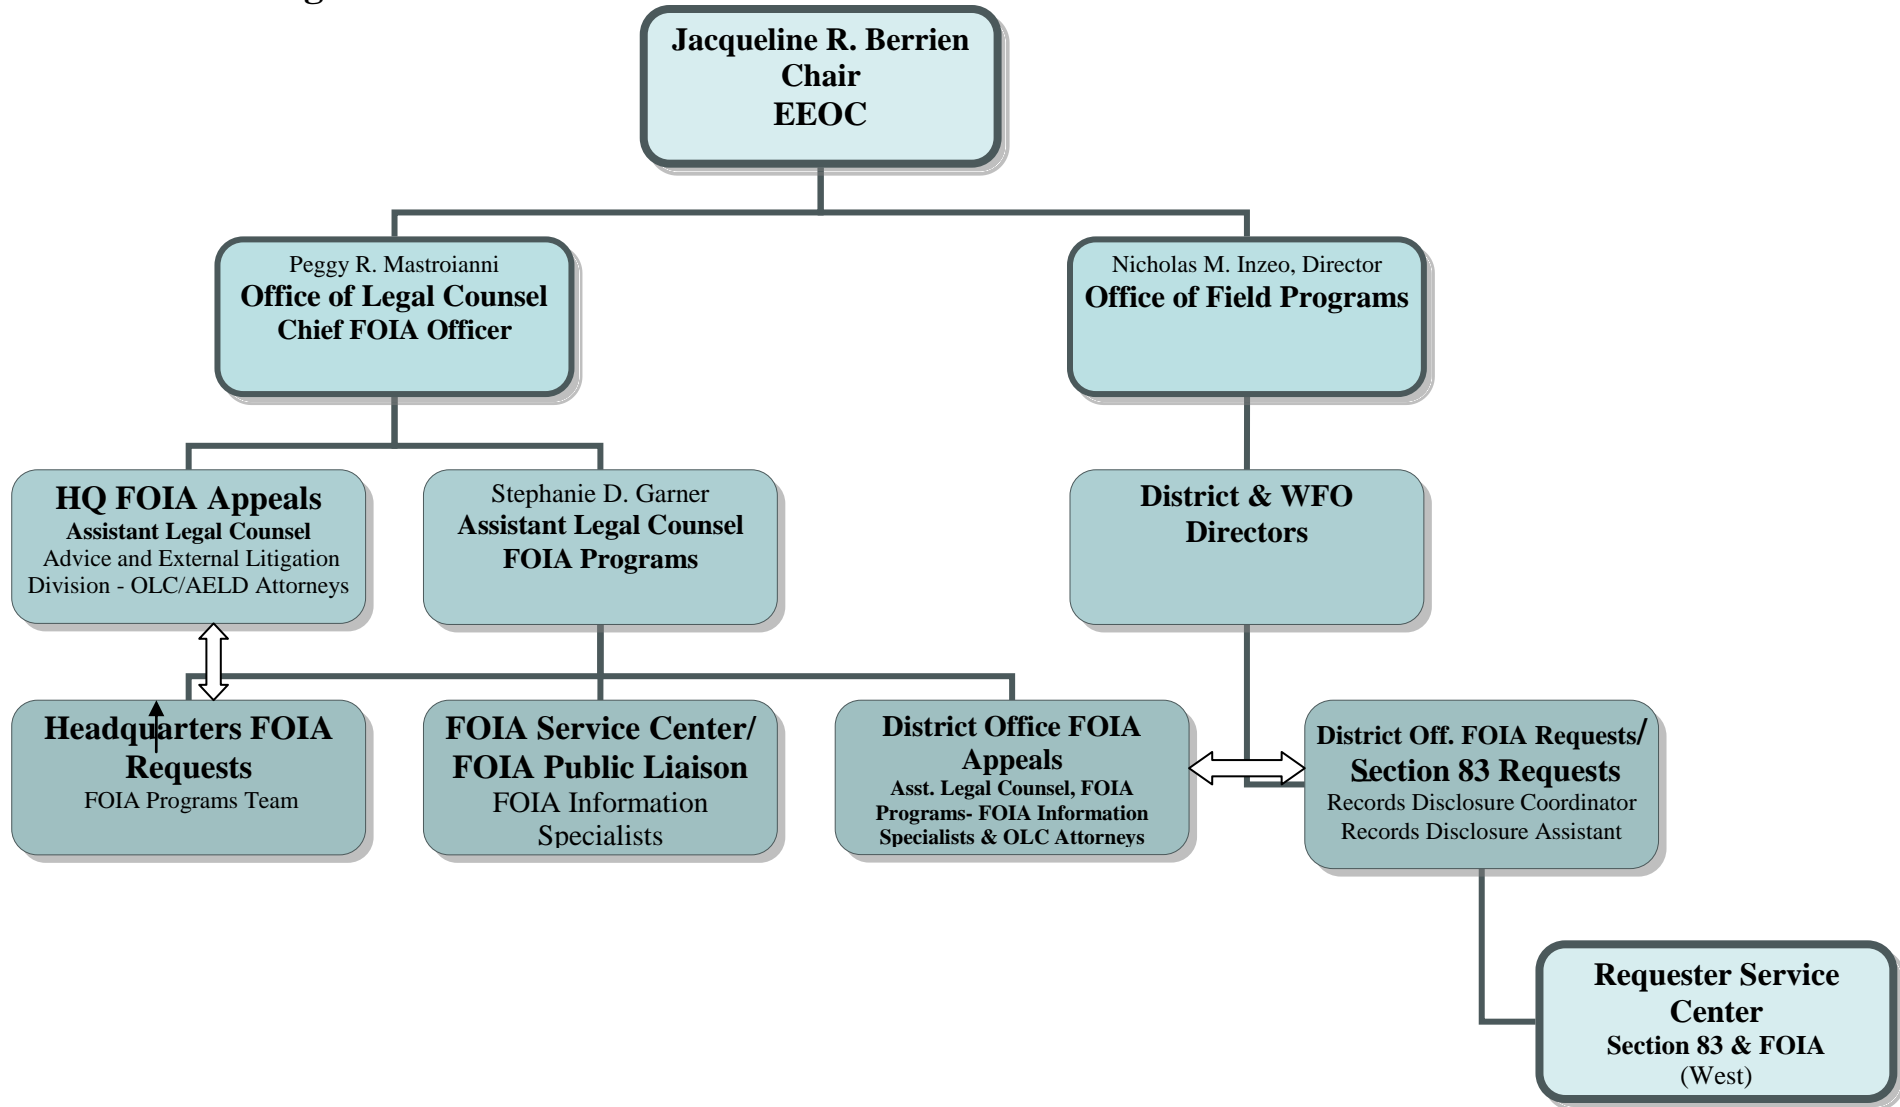 Jacqueline R. Berrien
Chair
EEOC
Peggy R. Mastroianni
Office of Legal Counsel
Chief FOIA Officer
Nicholas M. Inzeo, Director
Office of Field Programs
HQ FOIA Appeals
Assistant Legal Counsel
Advice and External Litigation
Division - OLC/AELD Attorneys
Stephanie D. Garner
Assistant Legal Counsel
FOIA Programs
District & WFO
Directors
Headquarters FOIA
Requests
FOIA Programs Team
FOIA Service Center/
FOIA Public Liaison
FOIA Information
Specialists
District Office FOIA
Appeals
Asst. Legal Counsel, FOIA
Programs- FOIA Information
Specialists & OLC Attorneys
District Off. FOIA Requests/
Section 83 Requests
Records Disclosure Coordinator
Records Disclosure Assistant
Requester Service
Center
Section 83 & FOIA
(West)